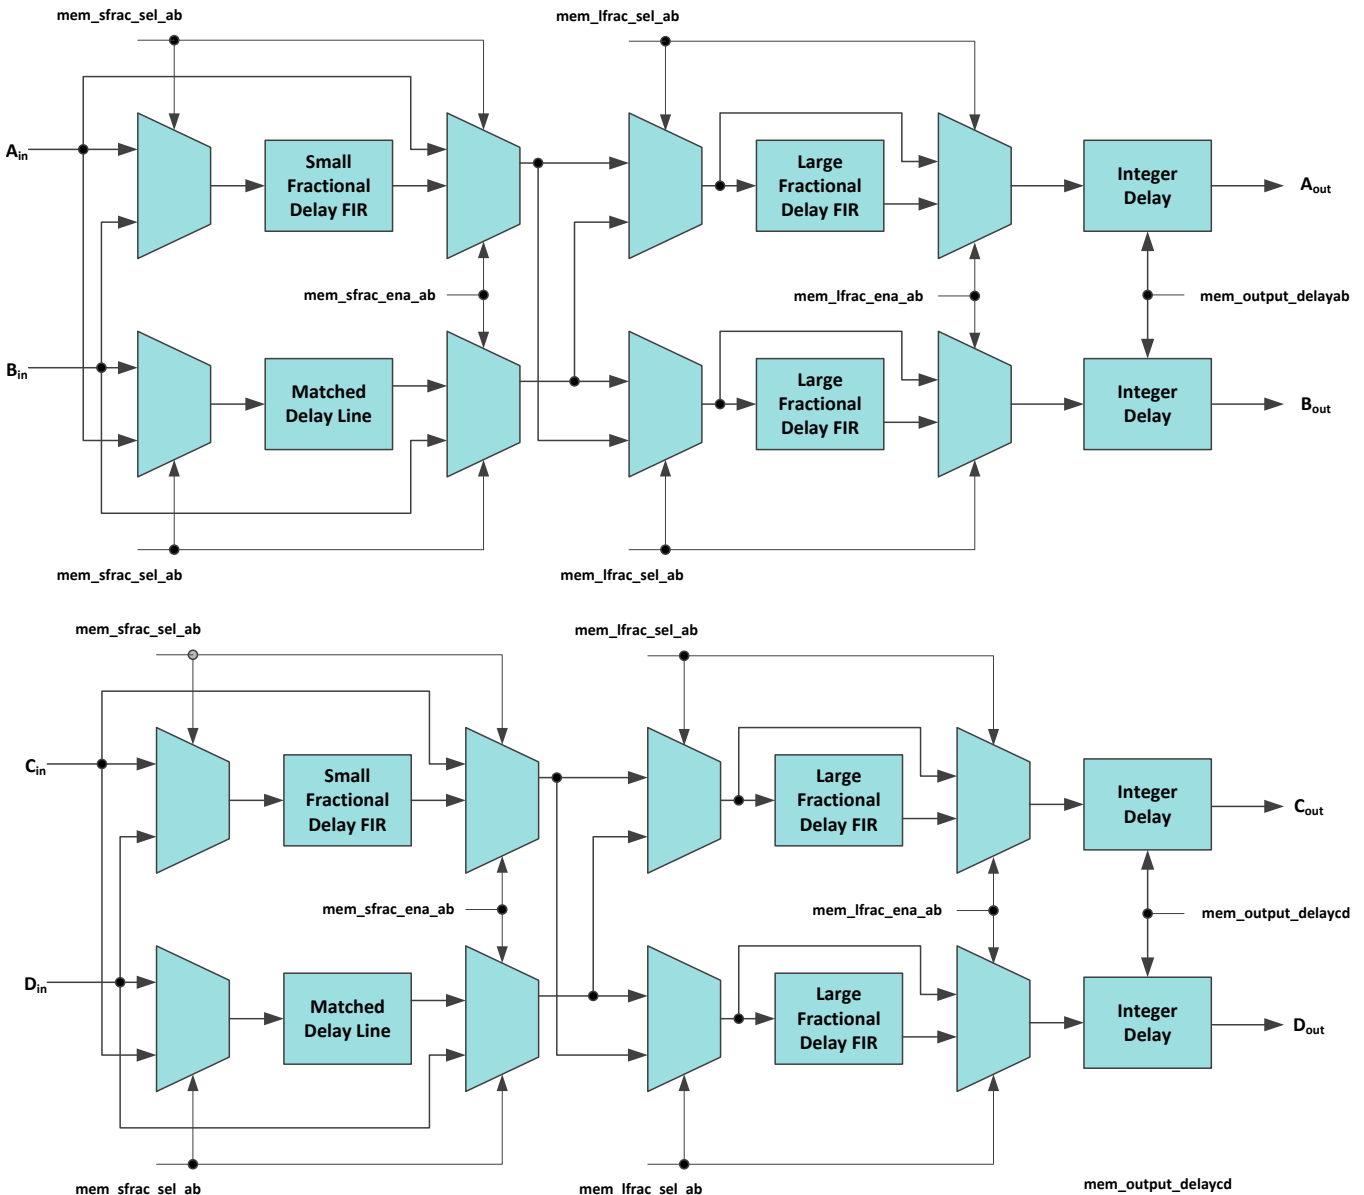 mem_sfrac_sel_ab
mem_lfrac_sel_ab
Ain
Small
Fractional
Delay FIR
Large
Fractional
Delay FIR
Integer
Delay
Aout
mem_sfrac_ena_ab
mem_lfrac_ena_ab
mem_output_delayab
Bin
Matched
Delay Line
Large
Fractional
Delay FIR
Integer
Delay
Bout
mem_sfrac_sel_ab
mem_lfrac_sel_ab
mem_sfrac_sel_ab
mem_lfrac_sel_ab
Cin
Small
Fractional
Delay FIR
Large
Fractional
Delay FIR
Integer
Delay
Cout
mem_sfrac_ena_ab
mem_lfrac_ena_ab
mem_output_delaycd
Din
Matched
Delay Line
Large
Fractional
Delay FIR
Integer
Delay
Dout
mem_sfrac_sel_ab
mem_lfrac_sel_ab
mem_output_delaycd